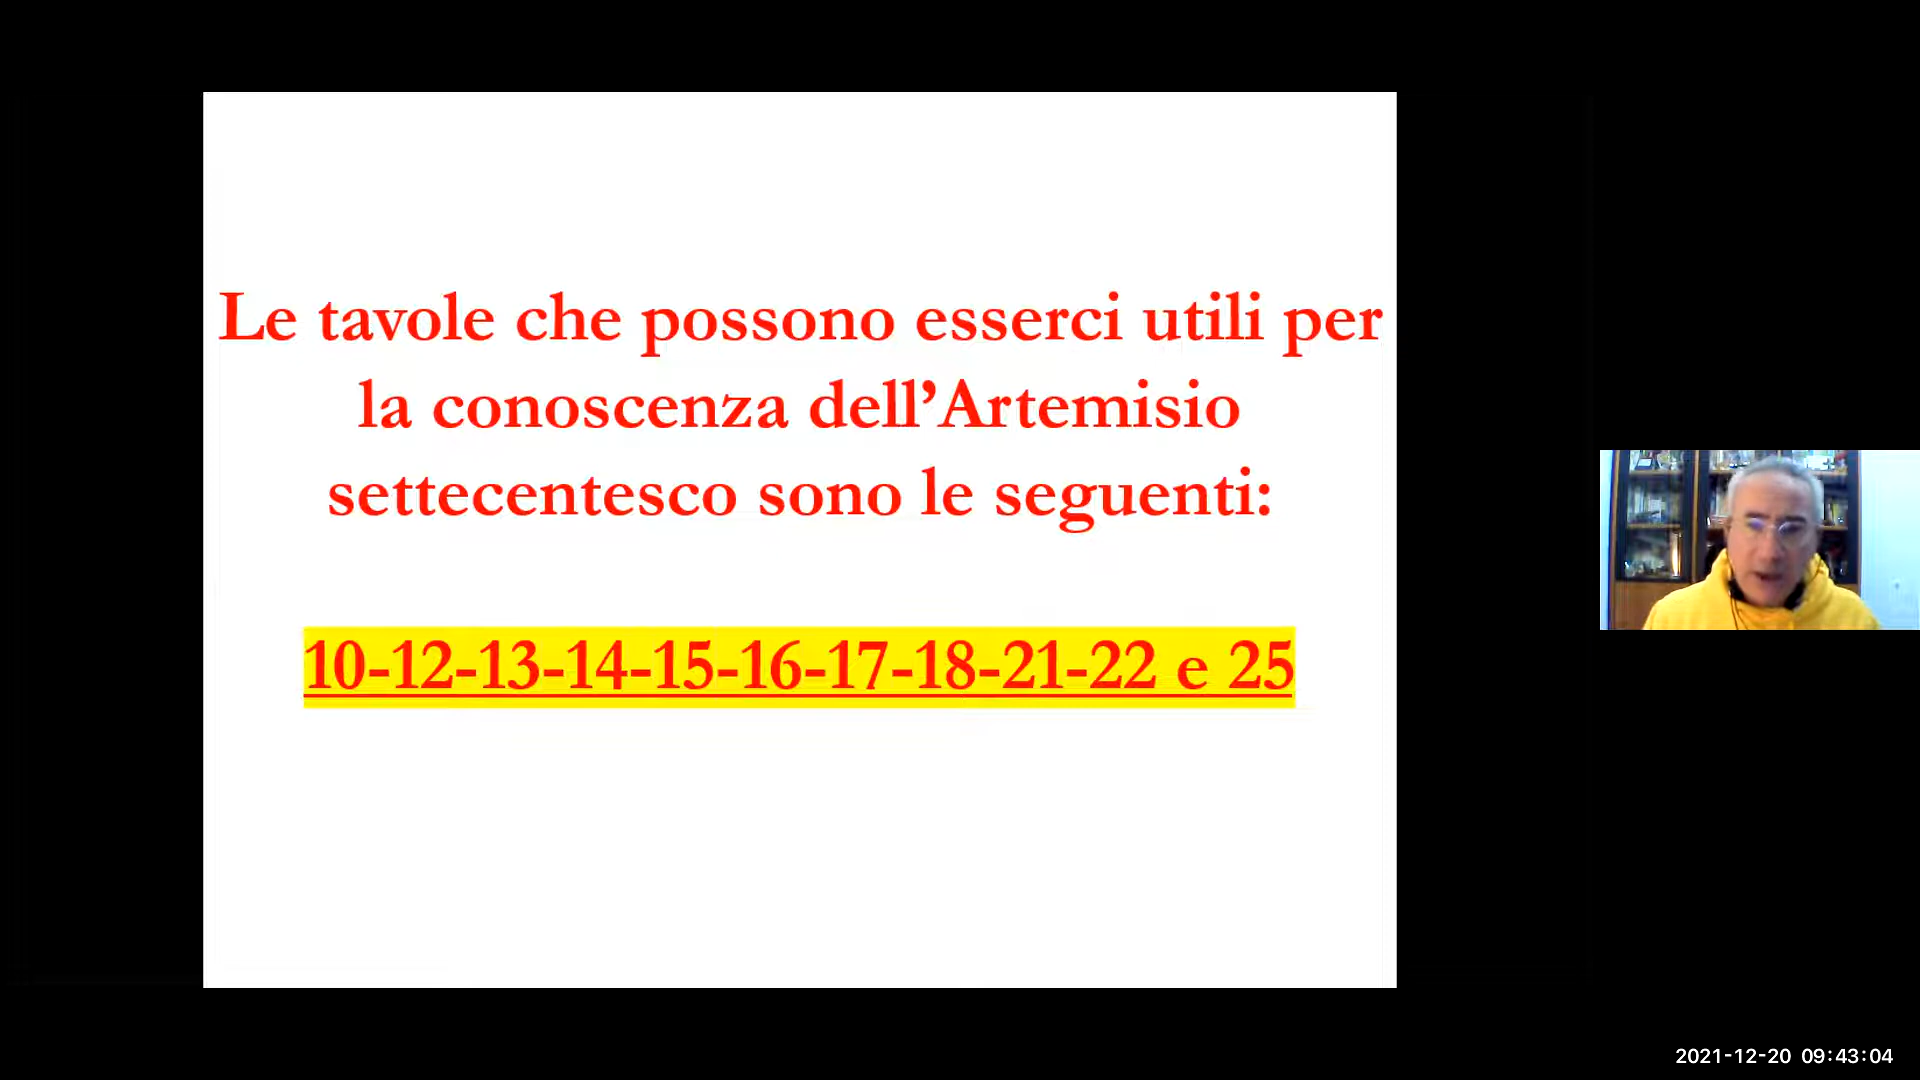 Le tavole che possono esserci utili per
la conoscenza dell’Artemisio
settecentesco sono le seguenti:
10-12-13-14-15-16-17-18-21-22 e 25
2021-12-20 09:43:04